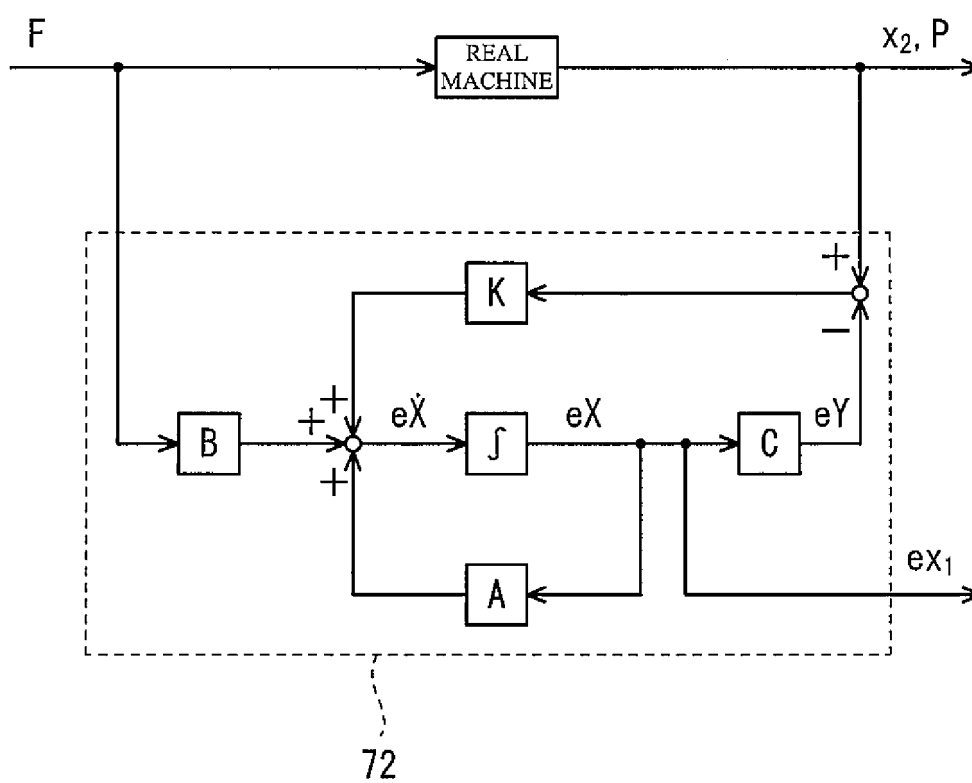 F
REAL
MACHINE
x₂, P
+
K
−
+
B
+
eẊ
∫
eX
C
eY
+
A
ex₁
72